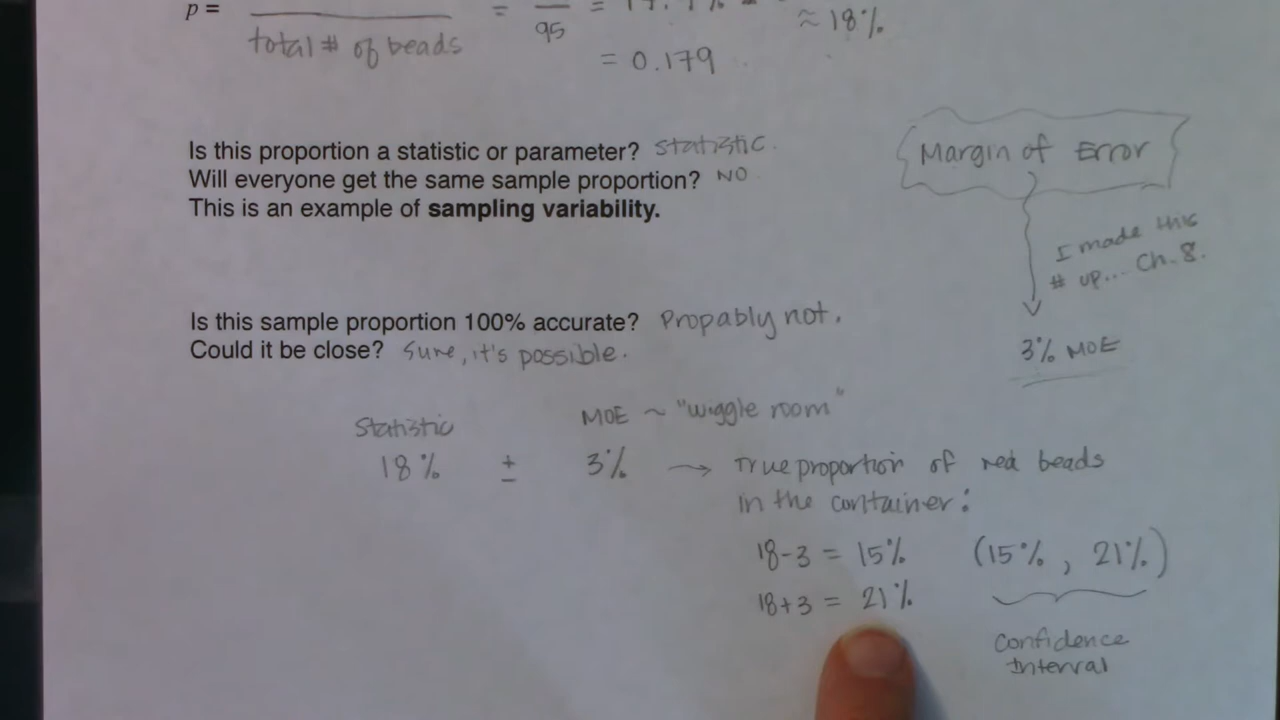 p = = = ≈ 18%
total # of beads 95
= 0.179
Is this proportion a statistic or parameter? Statistic.
Will everyone get the same sample proportion? NO.
This is an example of sampling variability.
Margin of Error
I made this
# up... Ch. 8.
3% MOE
Is this sample proportion 100% accurate? Propably not.
Could it be close? Sure, it's possible.
Statistic MOE ~ "wiggle room"
18% ± 3% → True proportion of red beads
in the container:
18-3 = 15% (15%, 21%)
18+3 = 21%
Confidence
Interval